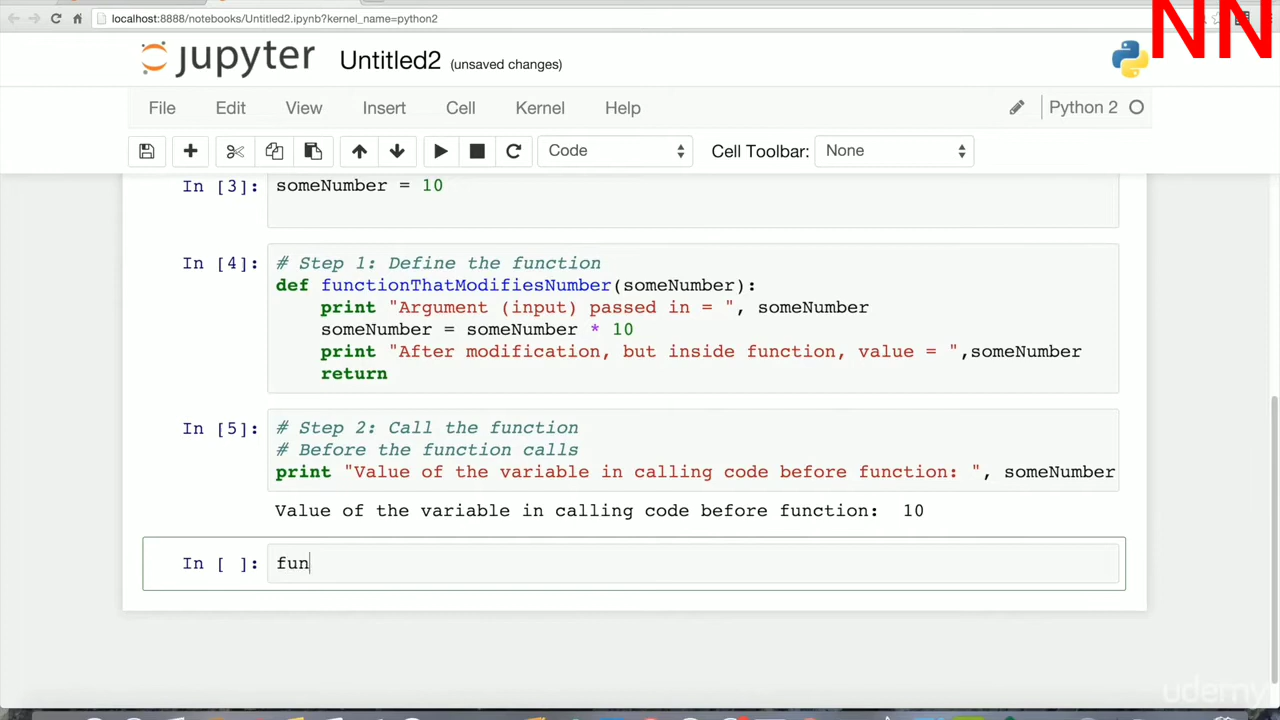 localhost:8888/notebooks/Untitled2.ipynb?kernel_name=python2
NN
jupyter Untitled2 (unsaved changes)
File Edit View Insert Cell Kernel Help Python 2
Code Cell Toolbar: None
In [3]: someNumber = 10
In [4]: # Step 1: Define the function
def functionThatModifiesNumber(someNumber):
print "Argument (input) passed in = ", someNumber
someNumber = someNumber * 10
print "After modification, but inside function, value = ",someNumber
return
In [5]: # Step 2: Call the function
# Before the function calls
print "Value of the variable in calling code before function: ", someNumber
Value of the variable in calling code before function: 10
In [ ]: fun
udemy